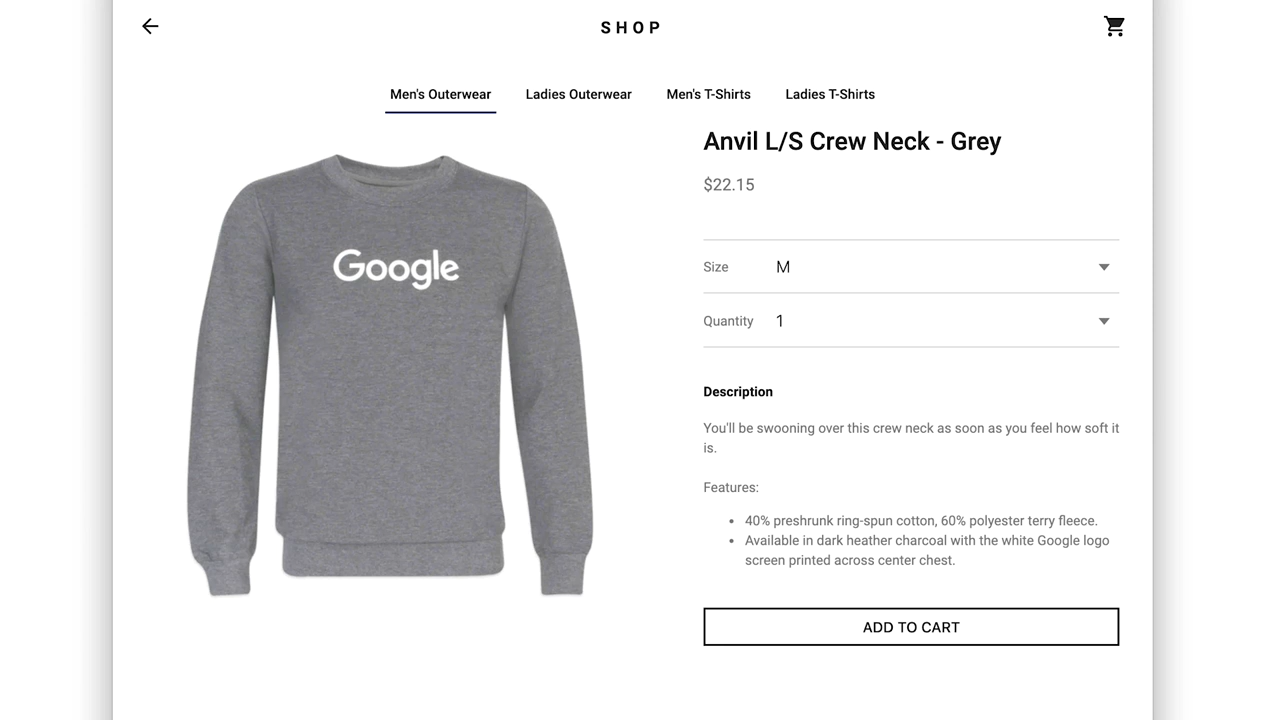 SHOP
Men's Outerwear
Ladies Outerwear
Men's T-Shirts
Ladies T-Shirts
Google
Anvil L/S Crew Neck - Grey
$22.15
Size M
Quantity 1
Description
You'll be swooning over this crew neck as soon as you feel how soft it
is.
Features:
• 40% preshrunk ring-spun cotton, 60% polyester terry fleece.
• Available in dark heather charcoal with the white Google logo
screen printed across center chest.
ADD TO CART